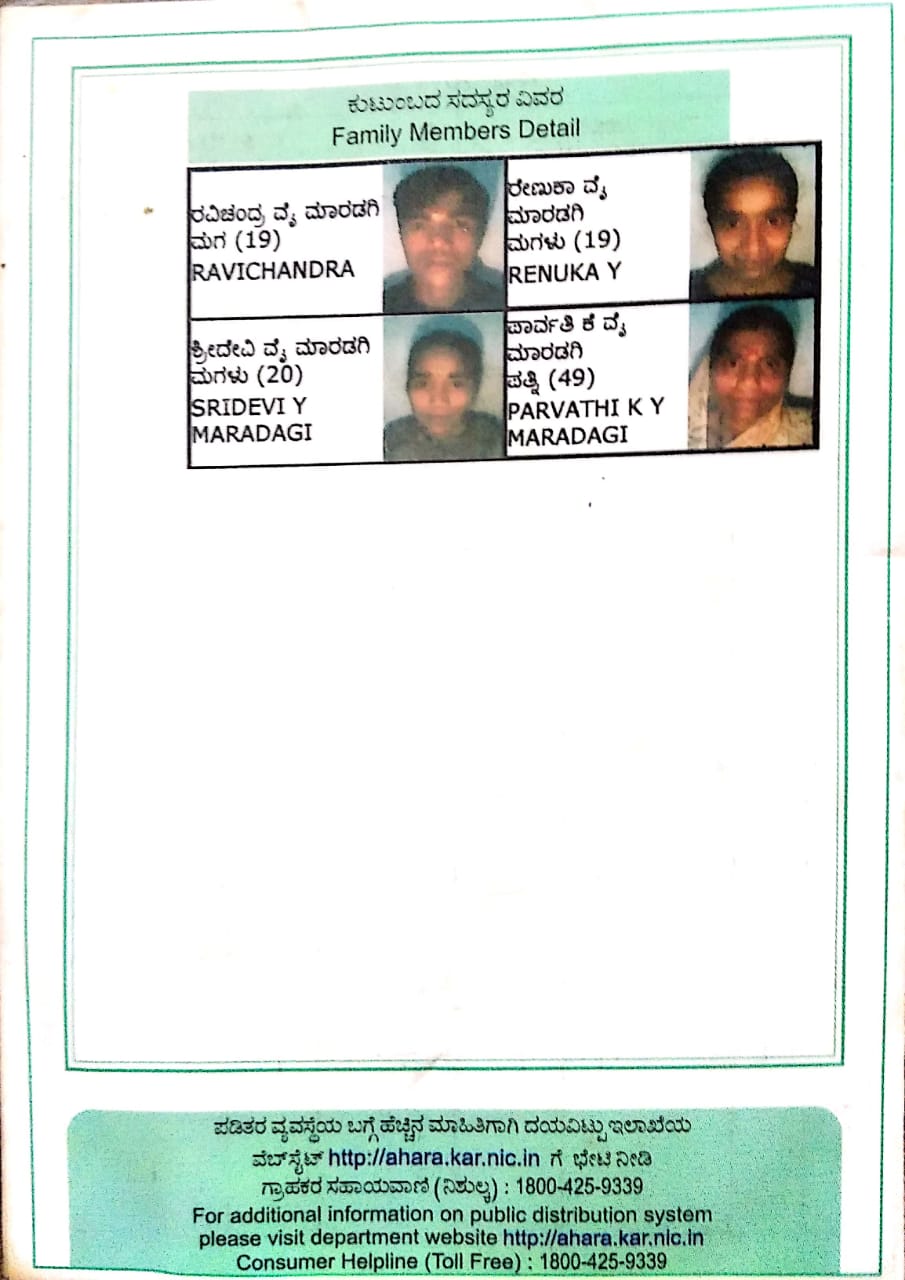 ಕುಟುಂಬದ ಸದಸ್ಯರ ವಿವರ
Family Members Detail
ರವಿಚಂದ್ರ ವೈ ಮಾರಡಗಿ
ಮಗ (19)
RAVICHANDRA
ರೇಣುಕಾ ವೈ
ಮಾರಡಗಿ
ಮಗಳು (19)
RENUKA Y
ಶ್ರೀದೇವಿ ವೈ ಮಾರಡಗಿ
ಮಗಳು (20)
SRIDEVI Y
MARADAGI
ಪಾರ್ವತಿ ಕೆ ವೈ
ಮಾರಡಗಿ
ಪತ್ನಿ (49)
PARVATHI K Y
MARADAGI
ಪಡಿತರ ವ್ಯವಸ್ಥೆಯ ಬಗ್ಗೆ ಹೆಚ್ಚಿನ ಮಾಹಿತಿಗಾಗಿ ದಯವಿಟ್ಟು ಇಲಾಖೆಯ
ವೆಬ್‌ಸೈಟ್ http://ahara.kar.nic.in ಗೆ ಭೇಟಿ ನೀಡಿ
ಗ್ರಾಹಕರ ಸಹಾಯವಾಣಿ (ನಿಶುಲ್ಕ) : 1800-425-9339
For additional information on public distribution system
please visit department website http://ahara.kar.nic.in
Consumer Helpline (Toll Free) : 1800-425-9339